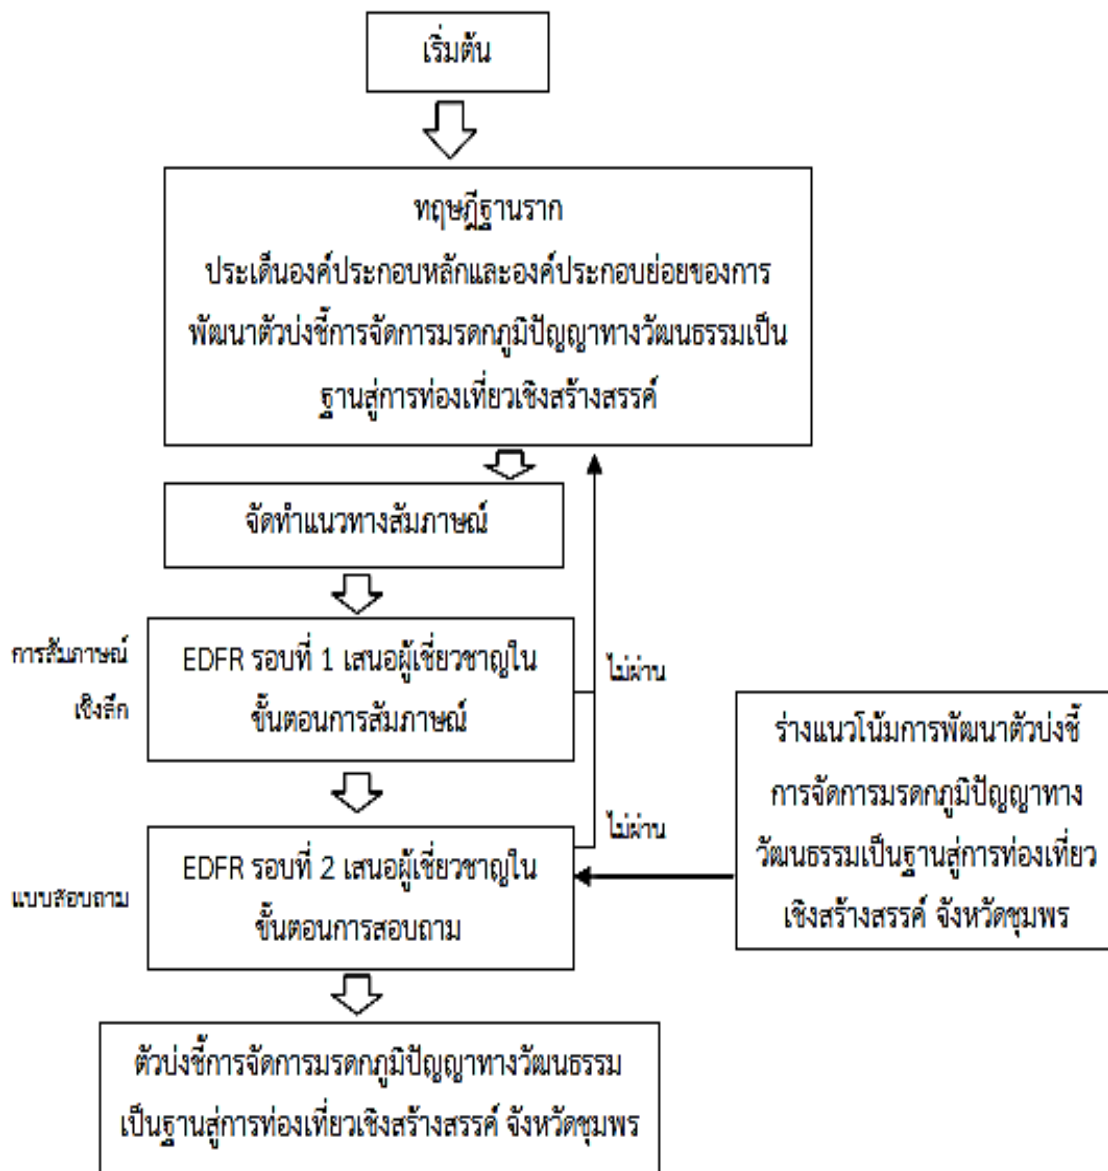 เริ่มต้น
ทฤษฎีฐานราก
ประเด็นองค์ประกอบหลักและองค์ประกอบย่อยของการ
พัฒนาตัวบ่งชี้การจัดการมรดกภูมิปัญญาทางวัฒนธรรมเป็น
ฐานสู่การท่องเที่ยวเชิงสร้างสรรค์
จัดทำแนวทางสัมภาษณ์
การสัมภาษณ์
เชิงลึก
EDFR รอบที่ 1 เสนอผู้เชี่ยวชาญใน
ขั้นตอนการสัมภาษณ์
ไม่ผ่าน
ร่างแนวโน้มการพัฒนาตัวบ่งชี้
การจัดการมรดกภูมิปัญญาทาง
วัฒนธรรมเป็นฐานสู่การท่องเที่ยว
เชิงสร้างสรรค์ จังหวัดชุมพร
ไม่ผ่าน
แบบสอบถาม
EDFR รอบที่ 2 เสนอผู้เชี่ยวชาญใน
ขั้นตอนการสอบถาม
ตัวบ่งชี้การจัดการมรดกภูมิปัญญาทางวัฒนธรรม
เป็นฐานสู่การท่องเที่ยวเชิงสร้างสรรค์ จังหวัดชุมพร